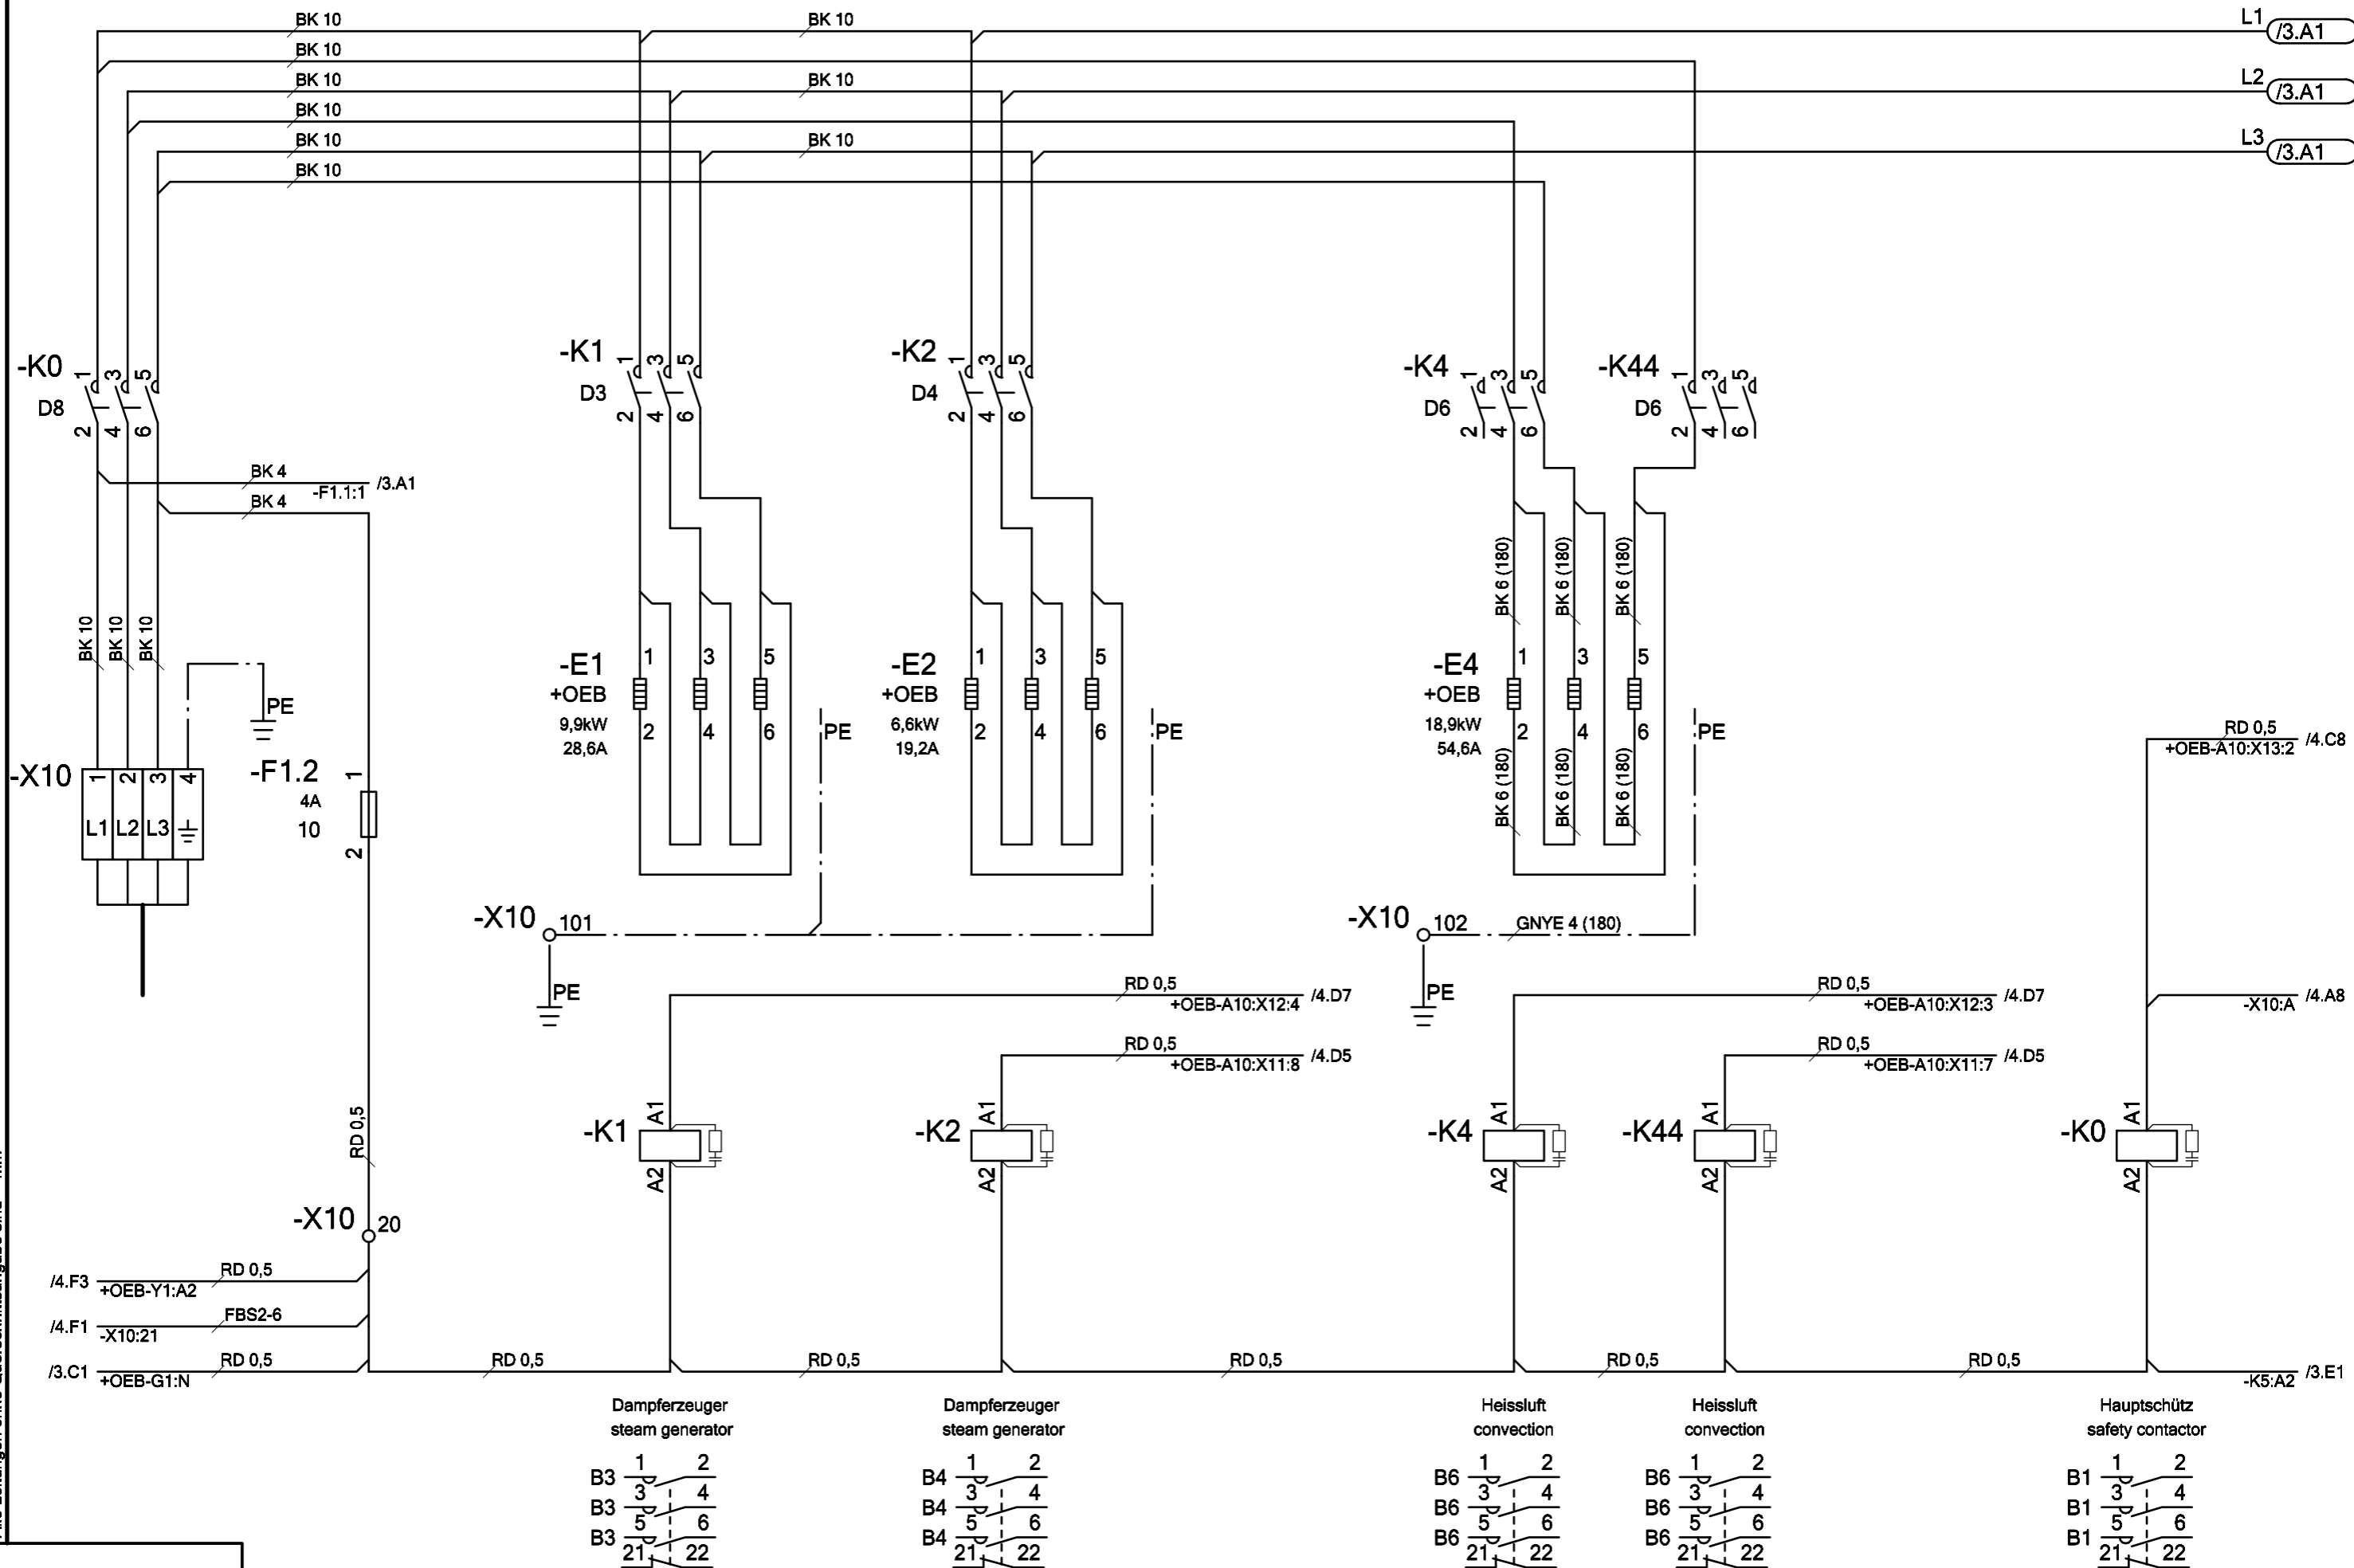 BK 10
BK 10
L1
/3.A1
BK 10
BK 10
BK 10
L2
/3.A1
BK 10
BK 10
BK 10
L3
/3.A1
BK 10
-K0
D8
1
3
5
2
4
6
-K1
D3
1
3
5
2
4
6
-K2
D4
1
3
5
2
4
6
-K4
D6
1
3
5
2
4
6
-K44
D6
1
3
5
2
4
6
BK 4
-F1.1:1
/3.A1
BK 4
BK 10
BK 10
BK 10
PE
BK 6 (180)
BK 6 (180)
BK 6 (180)
-E1
+OEB
9,9kW
28,6A
1
3
5
2
4
6
PE
-E2
+OEB
6,6kW
19,2A
1
3
5
2
4
6
PE
-E4
+OEB
18,9kW
54,6A
1
3
5
2
4
6
PE
BK 6 (180)
BK 6 (180)
BK 6 (180)
RD 0,5
+OEB-A10:X13:2
/4.C8
-X10
1
2
3
4
L1
L2
L3
-F1.2
4A
10
1
2
-X10
101
PE
-X10
102
GNYE 4 (180)
PE
RD 0,5
+OEB-A10:X12:4
/4.D7
RD 0,5
+OEB-A10:X11:8
/4.D5
RD 0,5
+OEB-A10:X12:3
/4.D7
RD 0,5
+OEB-A10:X11:7
/4.D5
-X10:A
/4.A8
RD 0,5
-K1
A1
A2
-K2
A1
A2
-K4
A1
A2
-K44
A1
A2
-K0
A1
A2
-X10
20
/4.F3
RD 0,5
+OEB-Y1:A2
/4.F1
FBS2-6
-X10:21
/3.C1
RD 0,5
+OEB-G1:N
RD 0,5
RD 0,5
RD 0,5
RD 0,5
RD 0,5
-K5:A2
/3.E1
Dampferzeuger
steam generator
B3 1 2
B3 3 4
B3 5 6
21 22
Dampferzeuger
steam generator
B4 1 2
B4 3 4
B4 5 6
21 22
Heissluft
convection
B6 1 2
B6 3 4
B6 5 6
21 22
Heissluft
convection
B6 1 2
B6 3 4
B6 5 6
21 22
Hauptschütz
safety contactor
B1 1 2
B1 3 4
B1 5 6
21 22